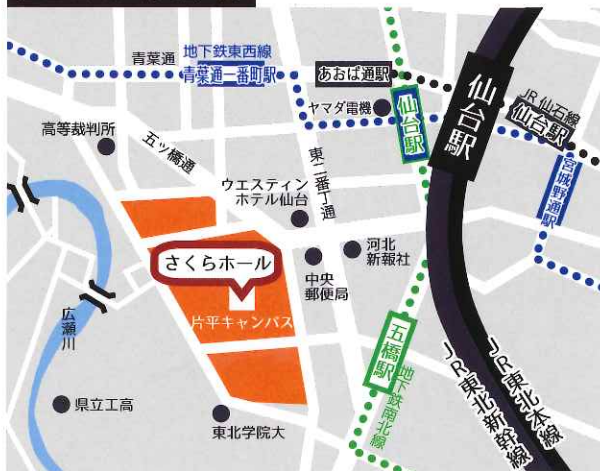 地下鉄東西線
青葉通
青葉通一番町駅
あおば通駅
JR 仙石線
仙台駅
ヤマダ電機
仙台駅
仙台駅
宮城野通駅
高等裁判所
五ツ橋通
東二番丁通
ウエスティン
ホテル仙台
さくらホール
中央
郵便局
河北
新報社
片平キャンパス
広瀬川
五橋駅
地下鉄南北線
JR東北新幹線
JR東北本線
県立工高
東北学院大